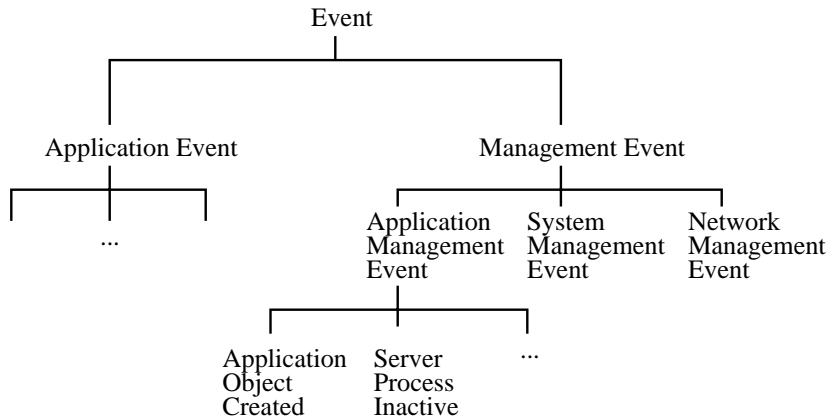 Event
Application Event
Management Event
...
Application
Management
Event
System
Management
Event
Network
Management
Event
Application
Object
Created
Server
Process
Inactive
...